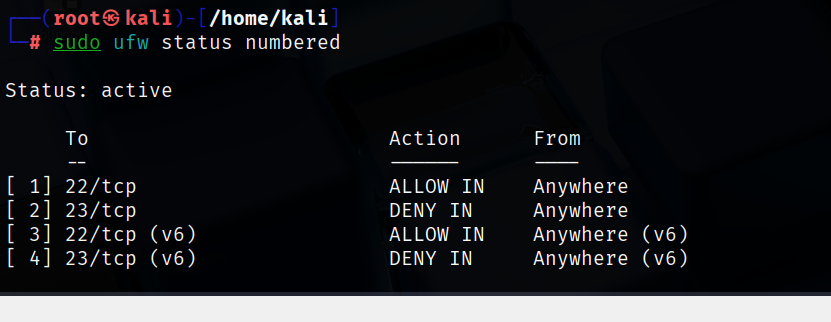 ┌──(root㉿kali)-[/home/kali]
└─# sudo ufw status numbered
Status: active
To Action From
-- ------ ----
[ 1] 22/tcp ALLOW IN Anywhere
[ 2] 23/tcp DENY IN Anywhere
[ 3] 22/tcp (v6) ALLOW IN Anywhere (v6)
[ 4] 23/tcp (v6) DENY IN Anywhere (v6)